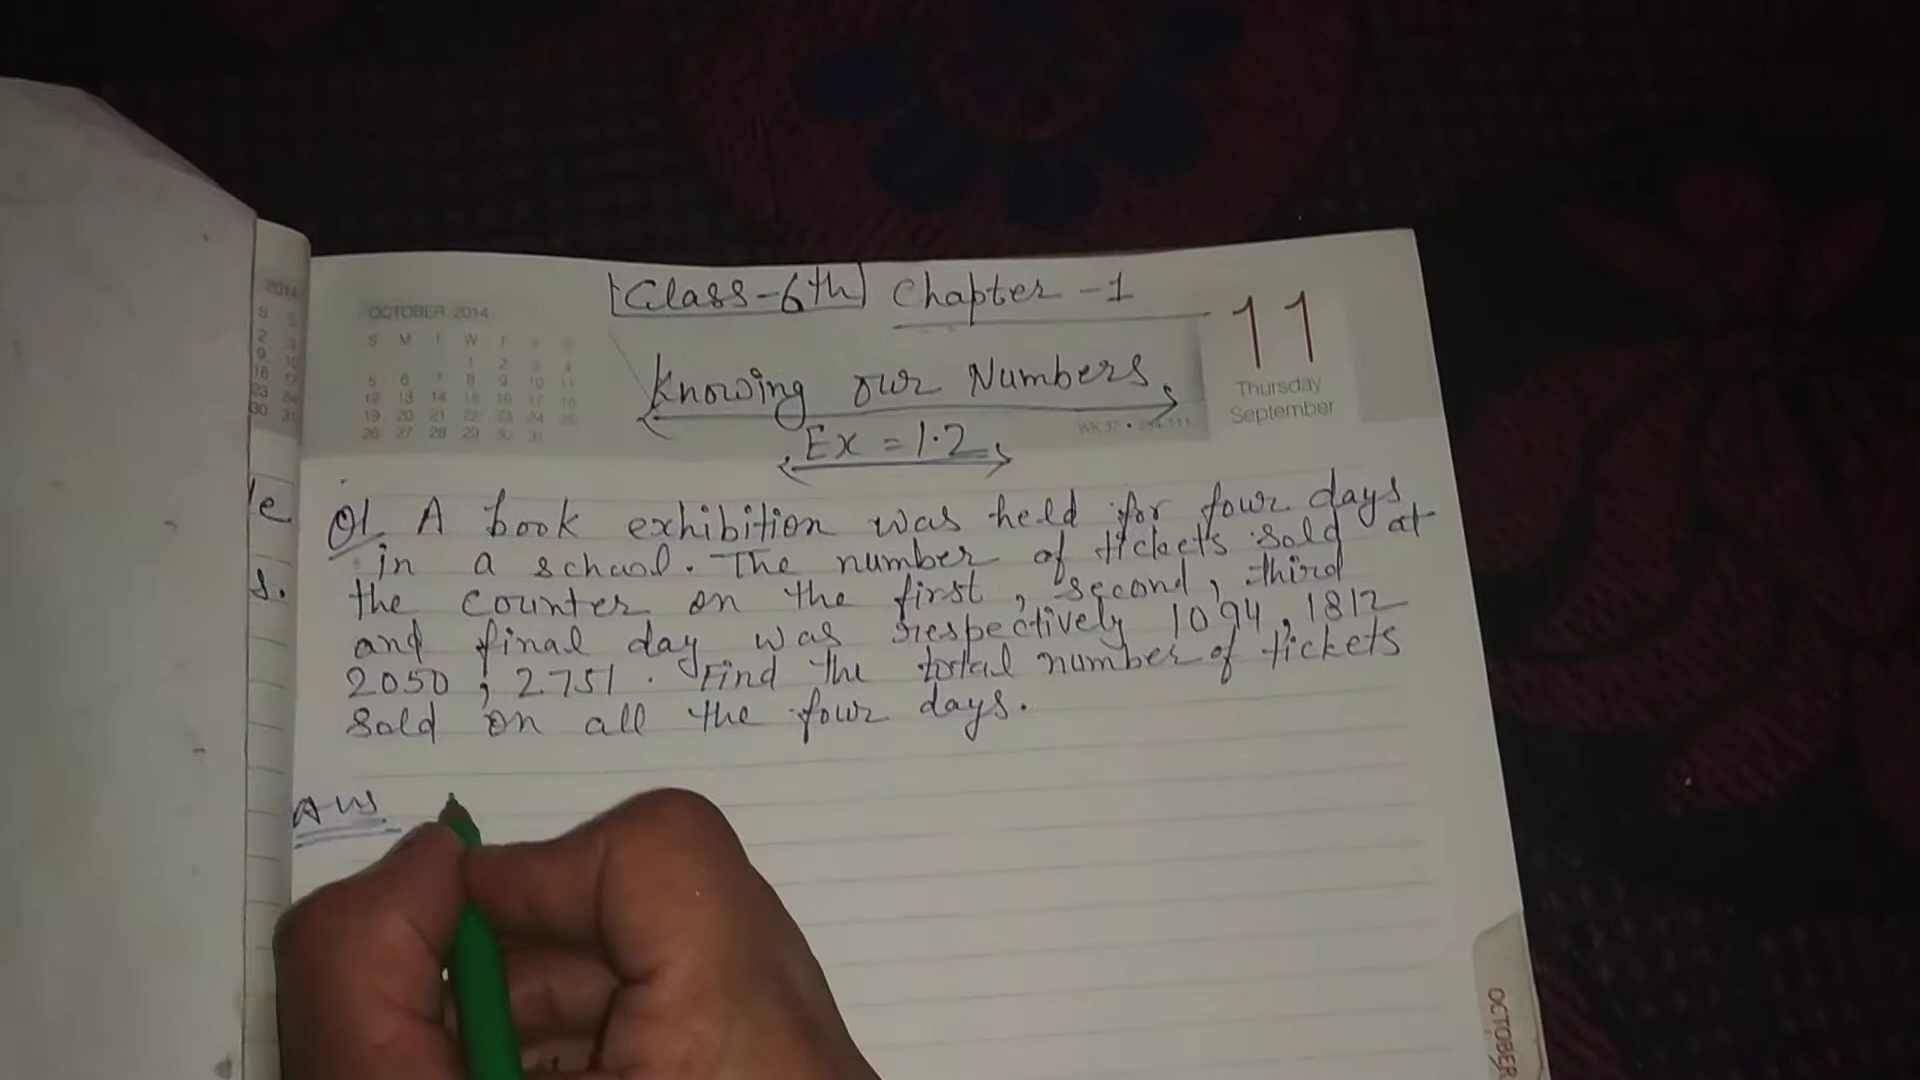 Class-6th Chapter -1
OCTOBER 2014
11
Thursday
September
Knowing our Numbers
Ex = 1.2
Q1. A book exhibition was held for four days
in a school. The number of tickets sold at
the counter on the first, second, third
and final day was respectively 1094, 1812
2050, 2751. Find the total number of tickets
sold on all the four days.
Ans.
le
s.
2014
OCTOBER